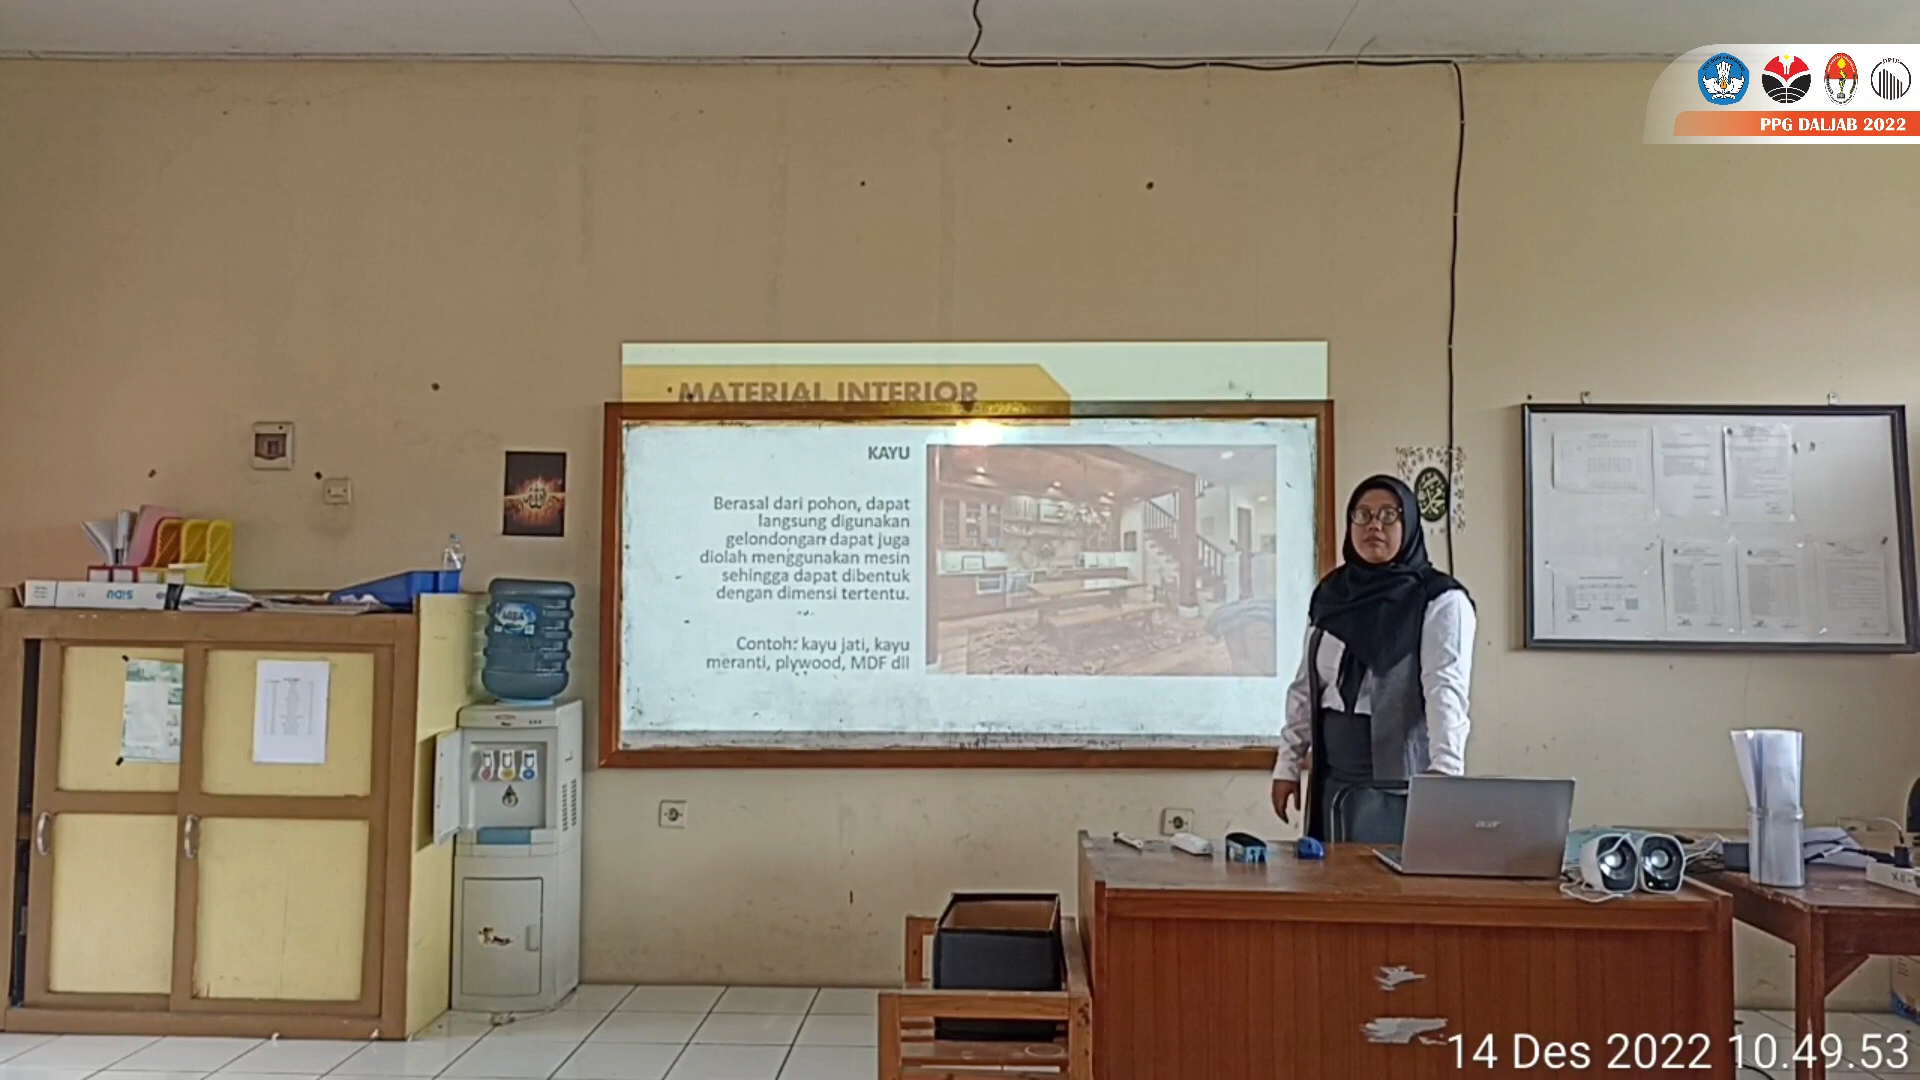 PPG DALJAB 2022
MATERIAL INTERIOR
KAYU
Berasal dari pohon, dapat
langsung digunakan
gelondongan dapat juga
diolah menggunakan mesin
sehingga dapat dibentuk
dengan dimensi tertentu.
Contoh: kayu jati, kayu
meranti, plywood, MDF dll
SIDU
acer
14 Des 2022 10.49.53